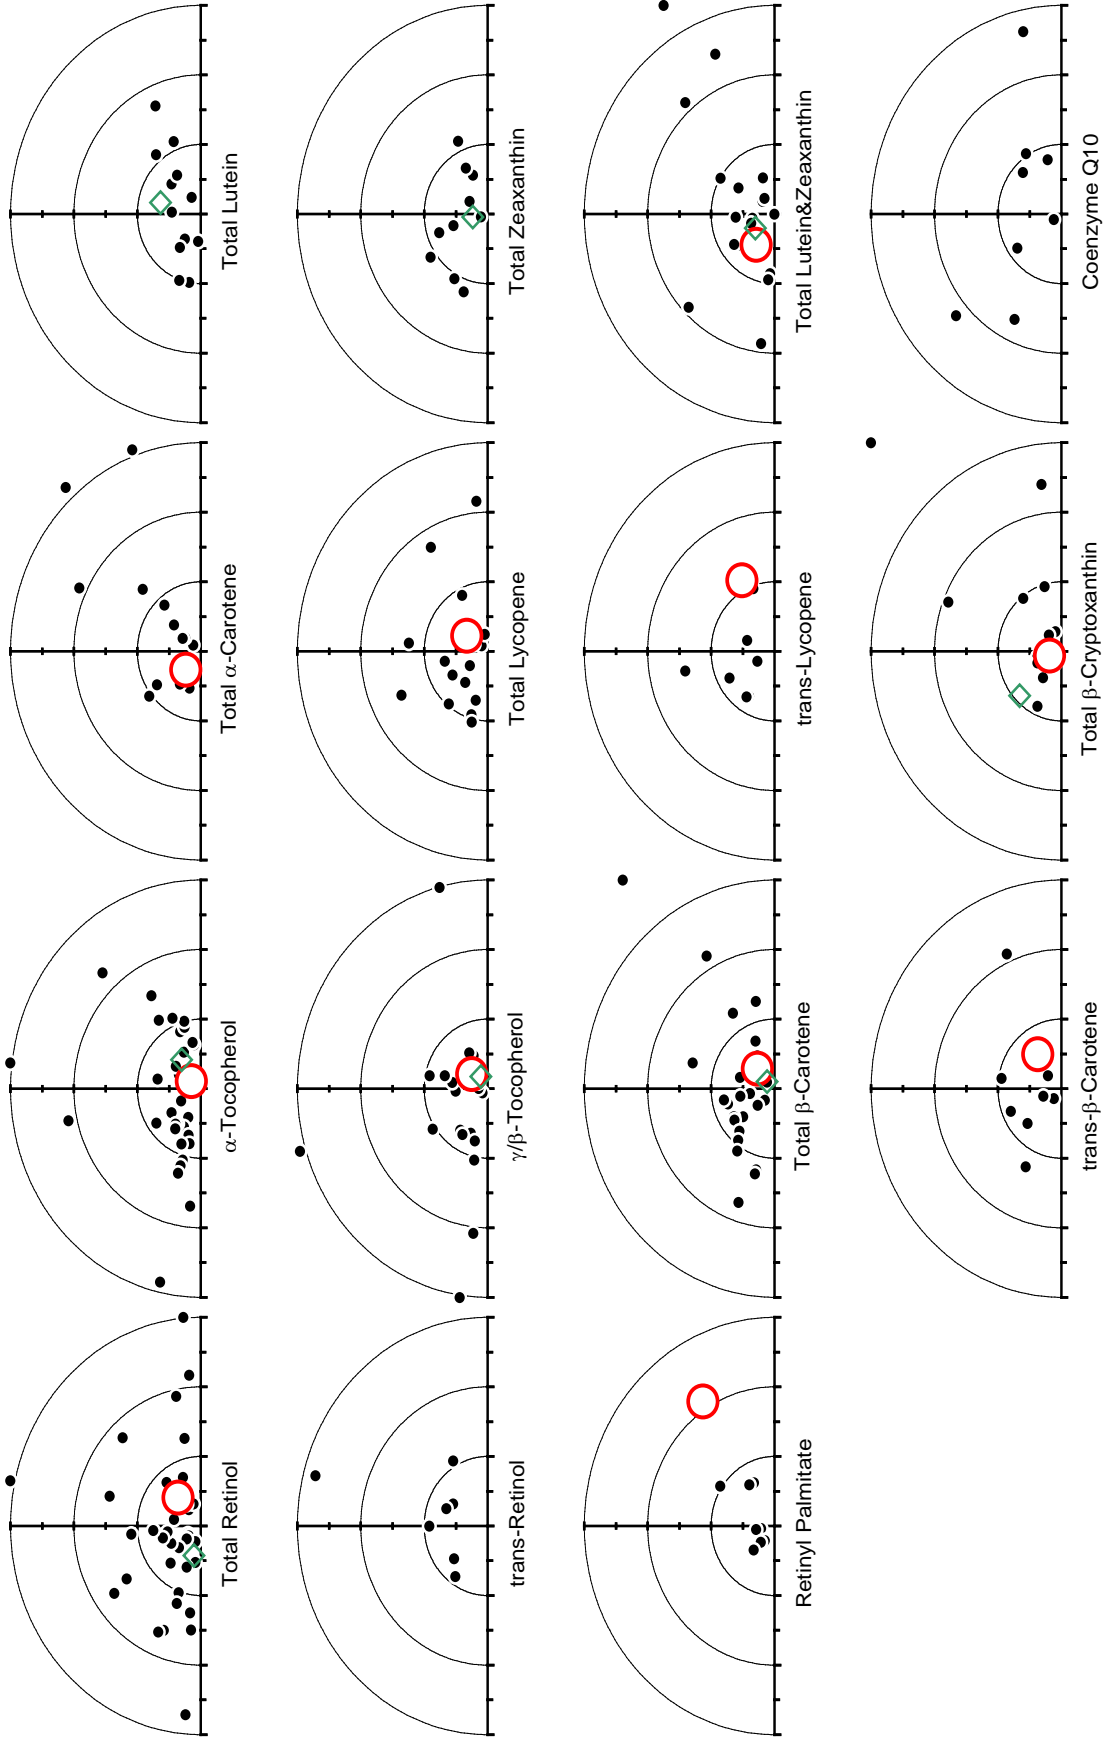 Total Retinol
α-Tocopherol
Total α-Carotene
Total Lutein
trans-Retinol
γ/β-Tocopherol
Total Lycopene
Total Zeaxanthin
Retinyl Palmitate
Total β-Carotene
trans-Lycopene
Total Lutein&Zeaxanthin
trans-β-Carotene
Total β-Cryptoxanthin
Coenzyme Q10